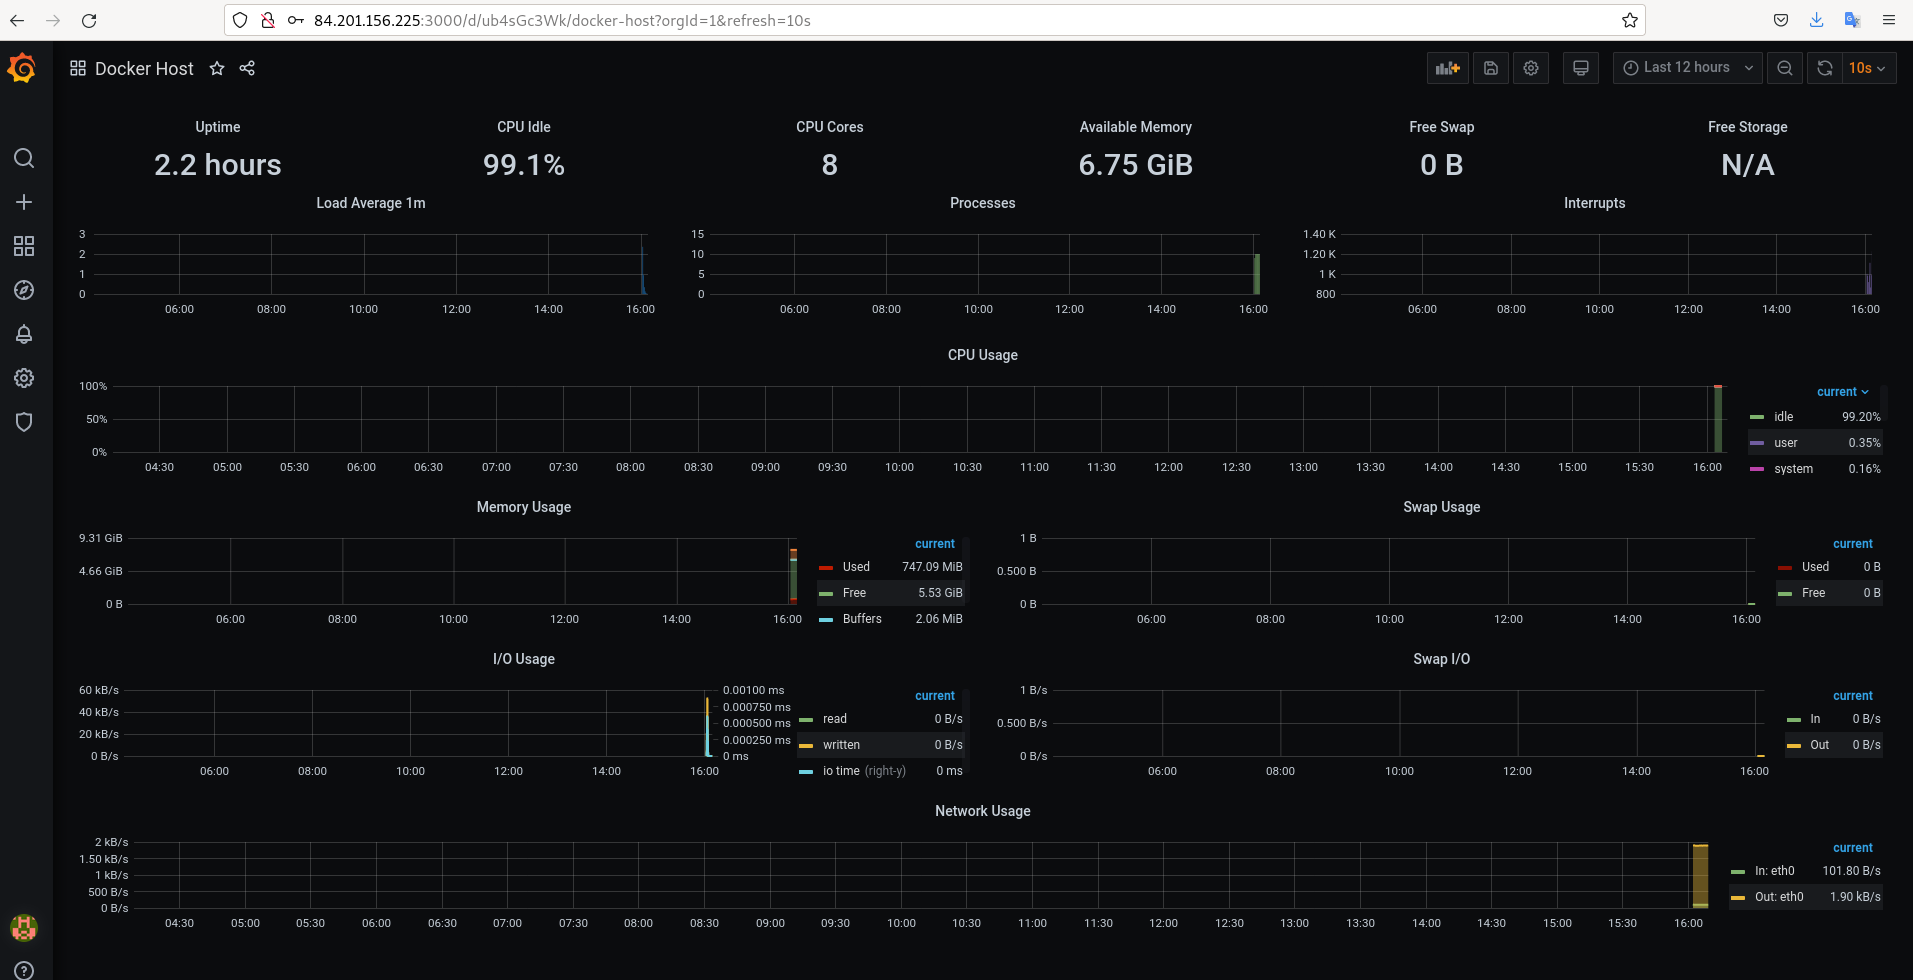 84.201.156.225:3000/d/ub4sGc3Wk/docker-host?orgId=1&refresh=10s
Docker Host
Last 12 hours
10s
Uptime
2.2 hours
CPU Idle
99.1%
CPU Cores
8
Available Memory
6.75 GiB
Free Swap
0 B
Free Storage
N/A
Load Average 1m
3
2
1
0
06:00 08:00 10:00 12:00 14:00 16:00
Processes
15
10
5
0
06:00 08:00 10:00 12:00 14:00 16:00
Interrupts
1.40 K
1.20 K
1 K
800
06:00 08:00 10:00 12:00 14:00 16:00
CPU Usage
100%
50%
0%
04:30 05:00 05:30 06:00 06:30 07:00 07:30 08:00 08:30 09:00 09:30 10:00 10:30 11:00 11:30 12:00 12:30 13:00 13:30 14:00 14:30 15:00 15:30 16:00
current
idle 99.20%
user 0.35%
system 0.16%
Memory Usage
9.31 GiB
4.66 GiB
0 B
06:00 08:00 10:00 12:00 14:00 16:00
current
Used 747.09 MiB
Free 5.53 GiB
Buffers 2.06 MiB
Swap Usage
1 B
0.500 B
0 B
06:00 08:00 10:00 12:00 14:00 16:00
current
Used 0 B
Free 0 B
I/O Usage
60 kB/s
40 kB/s
20 kB/s
0 B/s
06:00 08:00 10:00 12:00 14:00 16:00
0.00100 ms
0.000750 ms
0.000500 ms
0.000250 ms
0 ms
current
read 0 B/s
written 0 B/s
io time (right-y) 0 ms
Swap I/O
1 B/s
0.500 B/s
0 B/s
06:00 08:00 10:00 12:00 14:00 16:00
current
In 0 B/s
Out 0 B/s
Network Usage
2 kB/s
1.50 kB/s
1 kB/s
500 B/s
0 B/s
04:30 05:00 05:30 06:00 06:30 07:00 07:30 08:00 08:30 09:00 09:30 10:00 10:30 11:00 11:30 12:00 12:30 13:00 13:30 14:00 14:30 15:00 15:30 16:00
current
In: eth0 101.80 B/s
Out: eth0 1.90 kB/s